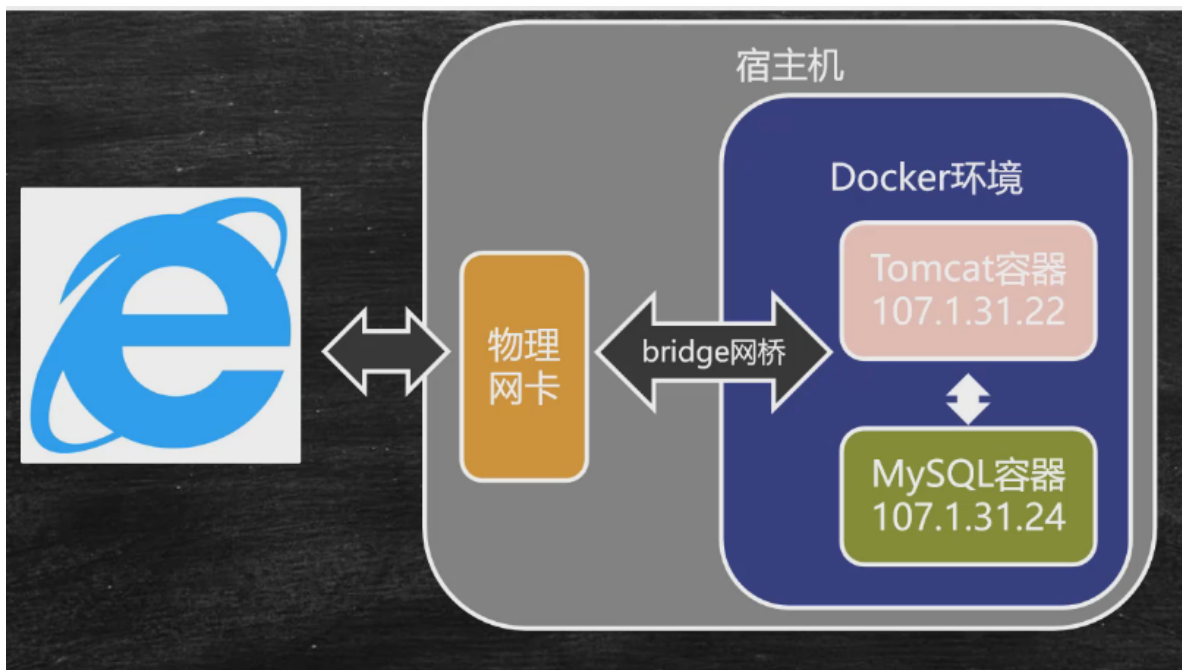 宿主机
Docker环境
Tomcat容器
107.1.31.22
物理
网卡
bridge网桥
MySQL容器
107.1.31.24